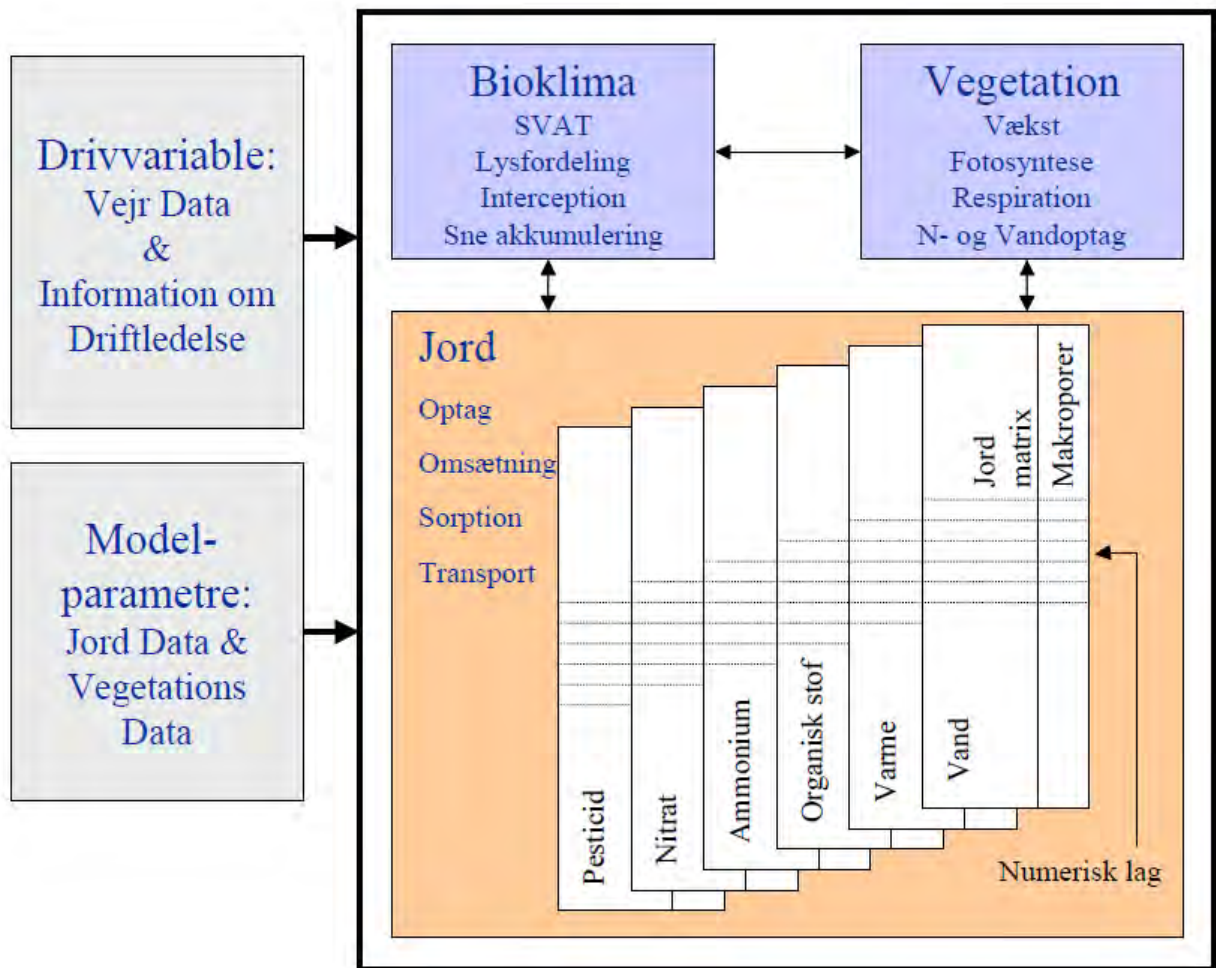 Drivvariable:
Vejr Data
&
Information om
Driftledelse
Model-
parametre:
Jord Data &
Vegetations
Data
Bioklima
SVAT
Lysfordeling
Interception
Sne akkumulering
Vegetation
Vækst
Fotosyntese
Respiration
N- og Vandoptag
Jord
Optag
Omsætning
Sorption
Transport
Pesticid
Nitrat
Ammonium
Organisk stof
Varme
Vand
Jord
matrix
Makroporer
Numerisk lag